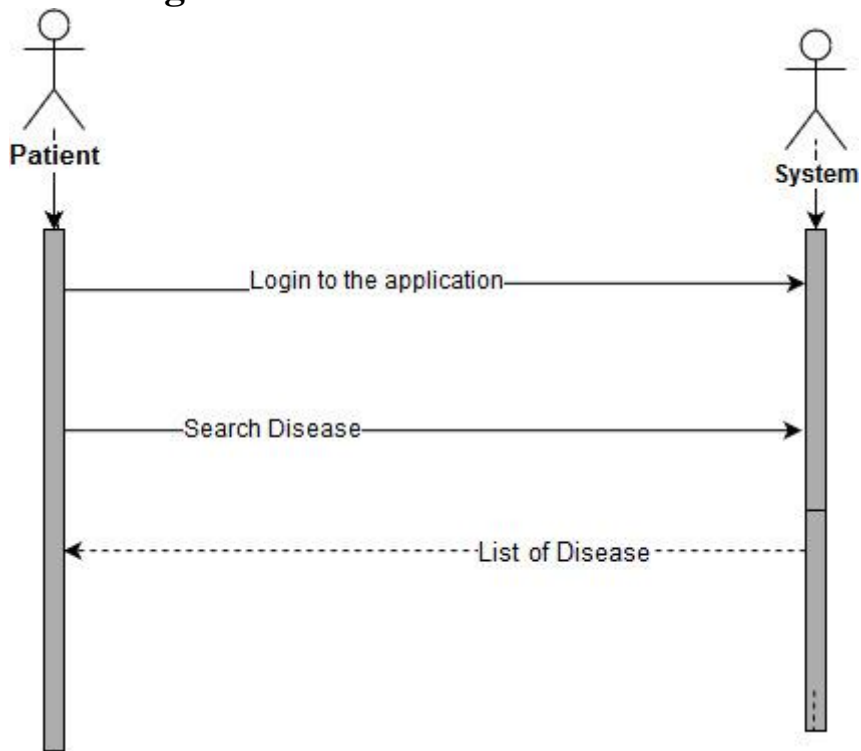 Patient
System
Login to the application
Search Disease
List of Disease